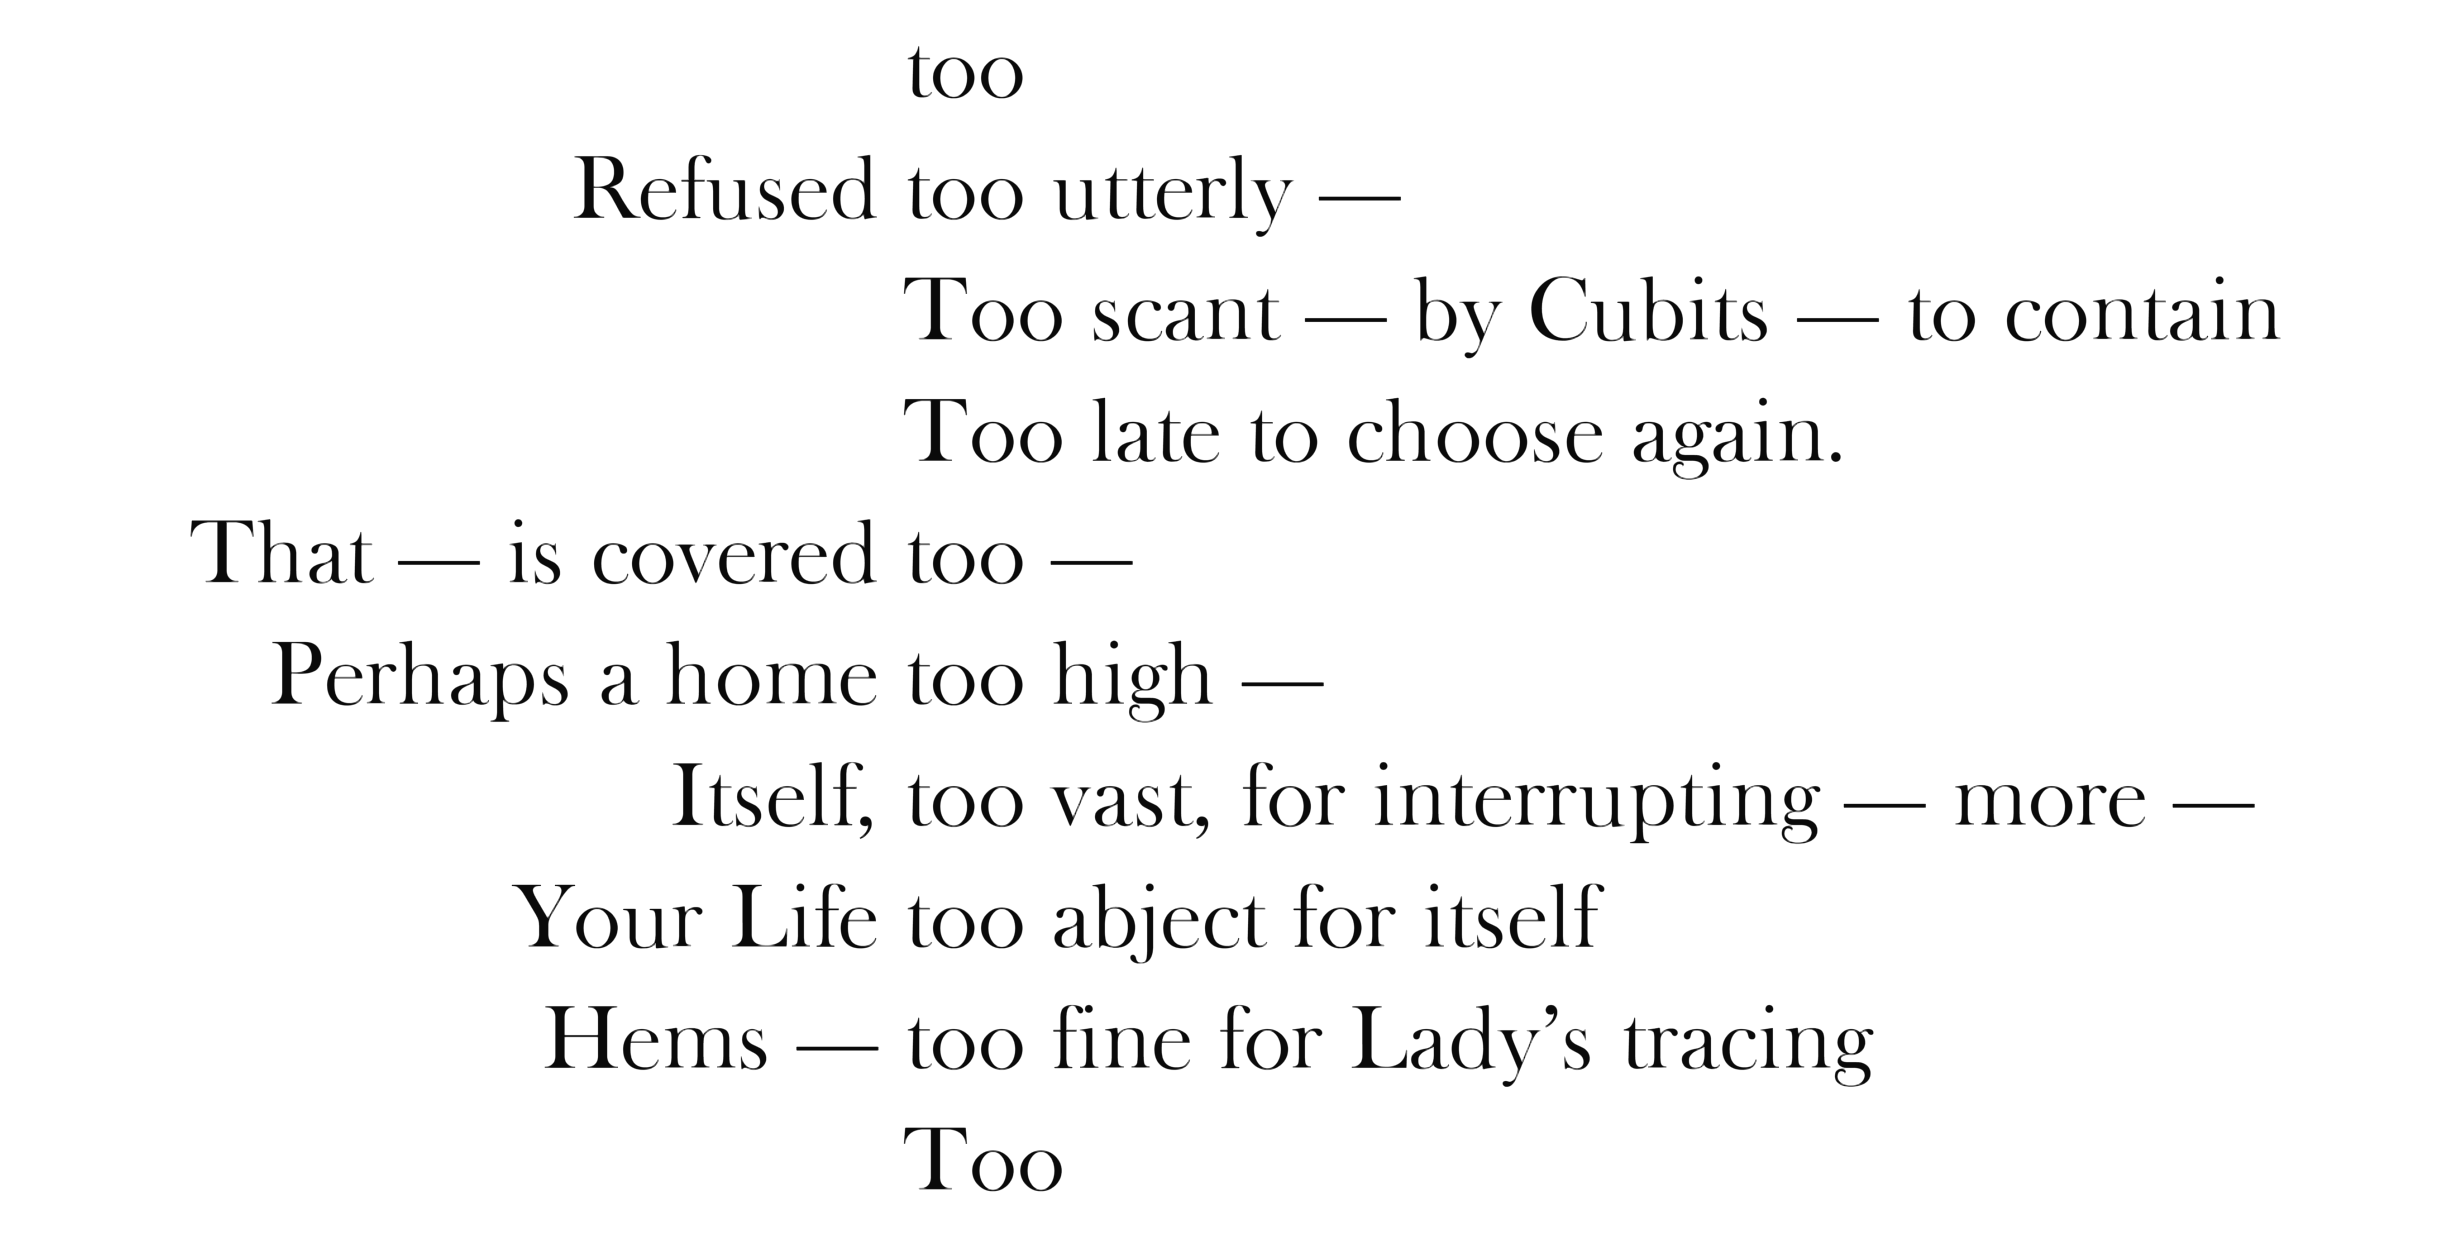 too
Refused too utterly —
Too scant — by Cubits — to contain
Too late to choose again.
That — is covered too —
Perhaps a home too high —
Itself, too vast, for interrupting — more —
Your Life too abject for itself
Hems — too fine for Lady’s tracing
Too